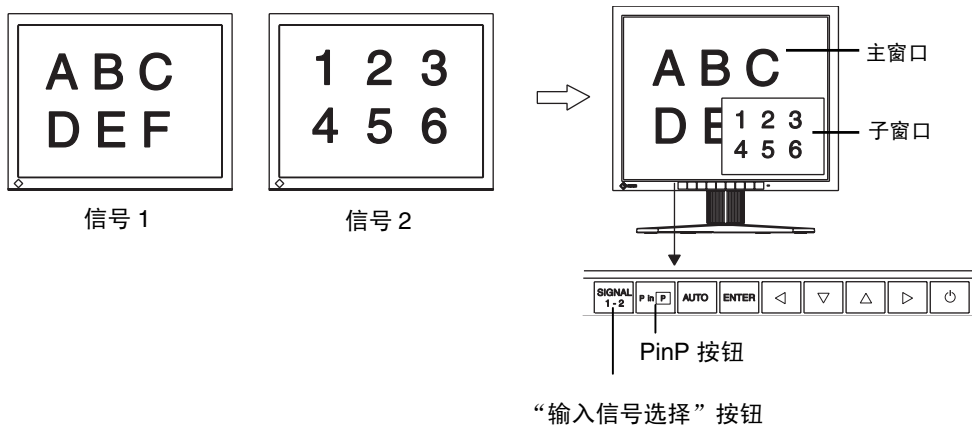 A B C
D E F
信号 1
1 2 3
4 5 6
信号 2
A B C
D E
1 2 3
4 5 6
主窗口
子窗口
SIGNAL
1 - 2
P in P
AUTO
ENTER
PinP 按钮
“输入信号选择”按钮